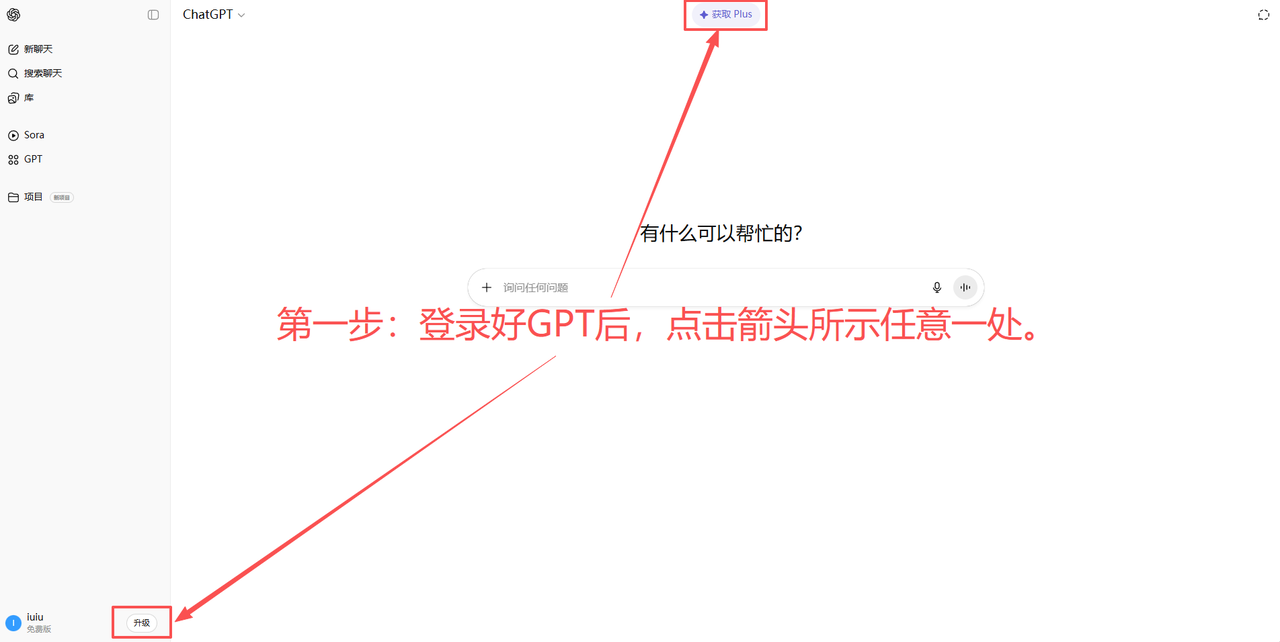 ChatGPT
获取 Plus
新聊天
搜索聊天
库
Sora
GPT
项目 新项目
有什么可以帮忙的?
询问任何问题
第一步：登录好GPT后，点击箭头所示任意一处。
I
iuiu
免费版
升级